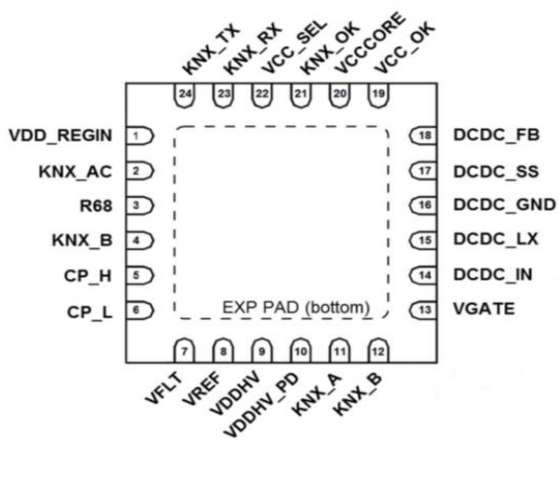 KNX_TX
KNX_RX
VCC_SEL
KNX_OK
VCCCORE
VCC_OK
24 23 22 21 20 19
VDD_REGIN 1
KNX_AC 2
R68 3
KNX_B 4
CP_H 5
CP_L 6
18 DCDC_FB
17 DCDC_SS
16 DCDC_GND
15 DCDC_LX
14 DCDC_IN
13 VGATE
EXP PAD (bottom)
7 8 9 10 11 12
VFLT
VREF
VDDHV
VDDHV_PD
KNX_A
KNX_B